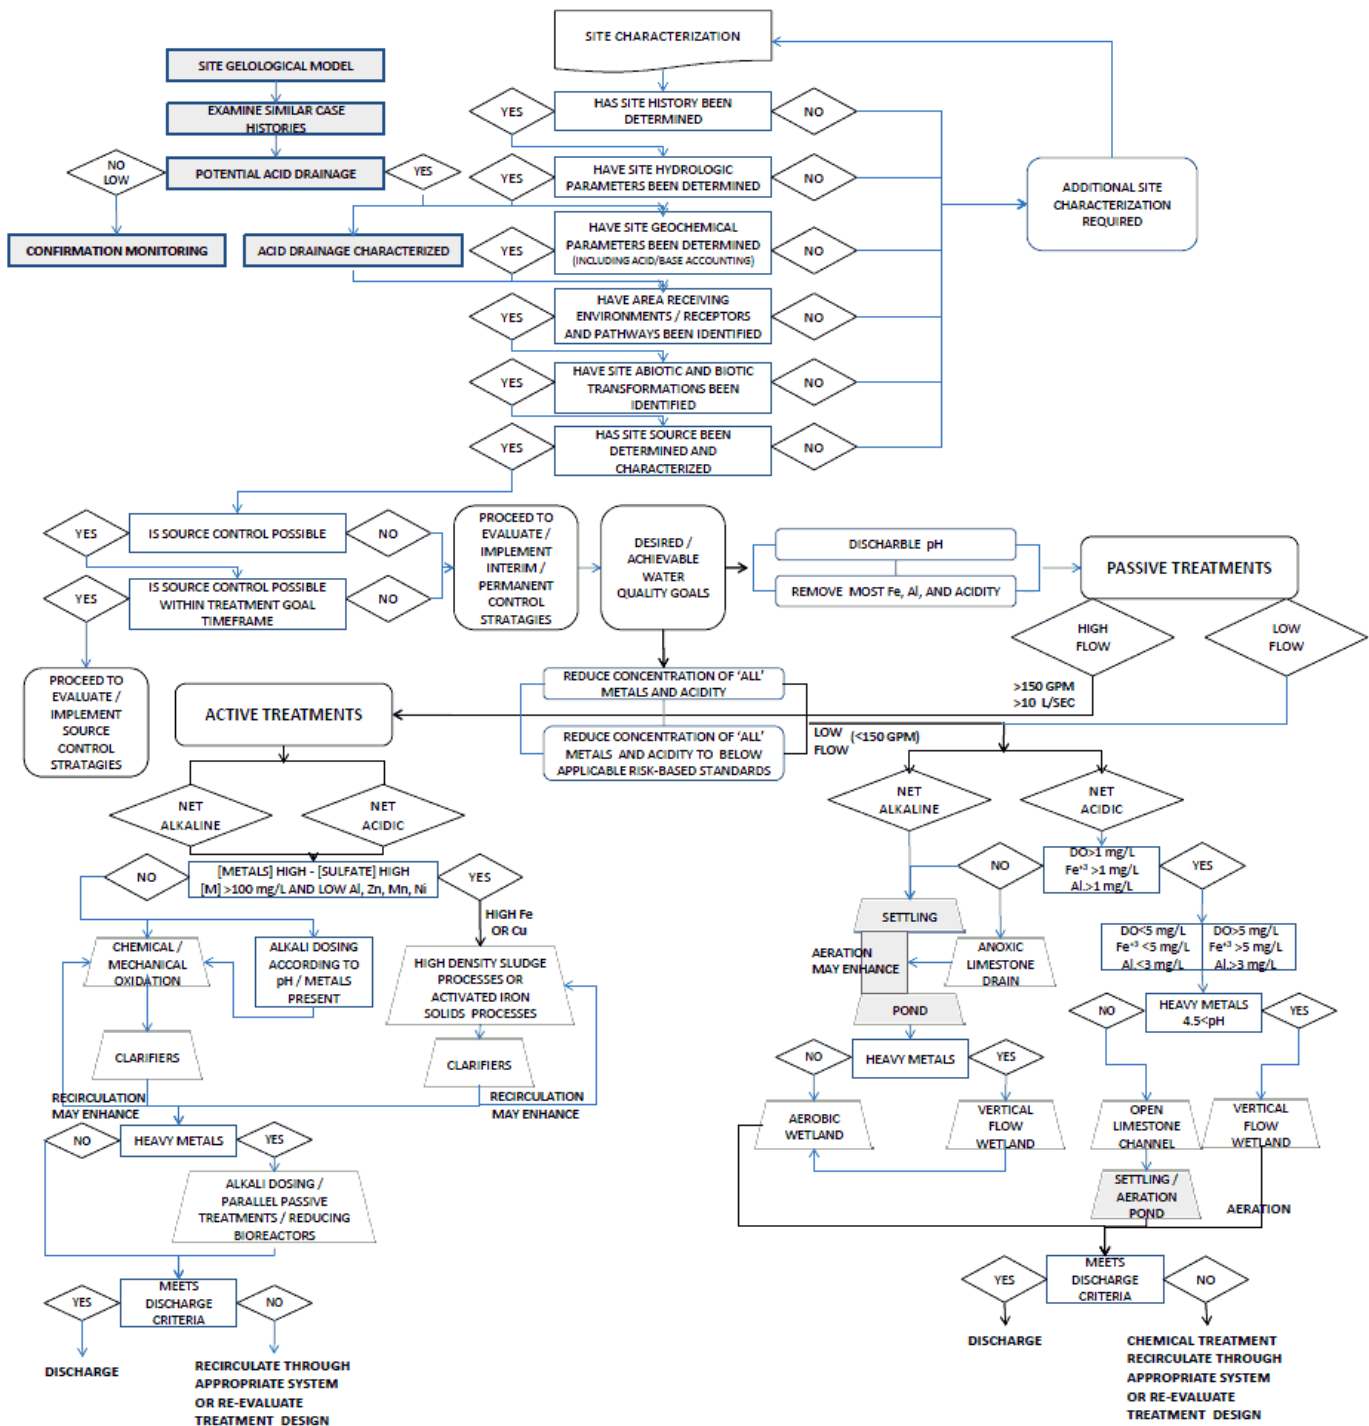 SITE CHARACTERIZATION
SITE GELOLOGICAL MODEL
EXAMINE SIMILAR CASE
HISTORIES
NO
LOW
POTENTIAL ACID DRAINAGE
YES
CONFIRMATION MONITORING
ACID DRAINAGE CHARACTERIZED
YES
HAS SITE HISTORY BEEN
DETERMINED
NO
YES
HAVE SITE HYDROLOGIC
PARAMETERS BEEN DETERMINED
NO
YES
HAVE SITE GEOCHEMICAL
PARAMETERS BEEN DETERMINED
(INCLUDING ACID/BASE ACCOUNTING)
NO
YES
HAVE AREA RECEIVING
ENVIRONMENTS / RECEPTORS
AND PATHWAYS BEEN IDENTIFIED
NO
YES
HAVE SITE ABIOTIC AND BIOTIC
TRANSFORMATIONS BEEN
IDENTIFIED
NO
YES
HAS SITE SOURCE BEEN
DETERMINED AND
CHARACTERIZED
NO
ADDITIONAL SITE
CHARACTERIZATION
REQUIRED
YES
IS SOURCE CONTROL POSSIBLE
NO
YES
IS SOURCE CONTROL POSSIBLE
WITHIN TREATMENT GOAL
TIMEFRAME
NO
PROCEED TO
EVALUATE /
IMPLEMENT
INTERIM /
PERMANENT
CONTROL
STRATAGIES
DESIRED /
ACHIEVABLE
WATER
QUALITY GOALS
DISCHARBLE pH
REMOVE MOST Fe, Al, AND ACIDITY
PASSIVE TREATMENTS
HIGH
FLOW
LOW
FLOW
>150 GPM
>10 L/SEC
PROCEED TO
EVALUATE /
IMPLEMENT
SOURCE
CONTROL
STRATAGIES
ACTIVE TREATMENTS
REDUCE CONCENTRATION OF 'ALL'
METALS AND ACIDITY
REDUCE CONCENTRATION OF 'ALL'
METALS AND ACIDITY TO BELOW
APPLICABLE RISK-BASED STANDARDS
LOW
FLOW
(<150 GPM)
NET
ALKALINE
NET
ACIDIC
NO
[METALS] HIGH - [SULFATE] HIGH
[M] >100 mg/L AND LOW Al, Zn, Mn, Ni
YES
HIGH Fe
OR Cu
CHEMICAL /
MECHANICAL
OXIDATION
ALKALI DOSING
ACCORDING TO
pH / METALS
PRESENT
HIGH DENSITY SLUDGE
PROCESSES OR
ACTIVATED IRON
SOLIDS PROCESSES
CLARIFIERS
CLARIFIERS
RECIRCULATION
MAY ENHANCE
RECIRCULATION
MAY ENHANCE
NO
HEAVY METALS
YES
ALKALI DOSING /
PARALLEL PASSIVE
TREATMENTS / REDUCING
BIOREACTORS
YES
MEETS
DISCHARGE
CRITERIA
NO
DISCHARGE
RECIRCULATE THROUGH
APPROPRIATE SYSTEM
OR RE-EVALUATE
TREATMENT DESIGN
NET
ALKALINE
NET
ACIDIC
NO
DO>1 mg/L
Fe+3 >1 mg/L
Al.>1 mg/L
YES
SETTLING
AERATION
MAY ENHANCE
ANOXIC
LIMESTONE
DRAIN
POND
DO<5 mg/L
Fe+3 <5 mg/L
Al.<3 mg/L
DO>5 mg/L
Fe+3 >5 mg/L
Al.>3 mg/L
NO
HEAVY METALS
4.5<pH
YES
NO
HEAVY METALS
YES
AEROBIC
WETLAND
VERTICAL
FLOW
WETLAND
OPEN
LIMESTONE
CHANNEL
VERTICAL
FLOW
WETLAND
SETTLING /
AERATION
POND
AERATION
YES
MEETS
DISCHARGE
CRITERIA
NO
DISCHARGE
CHEMICAL TREATMENT
RECIRCULATE THROUGH
APPROPRIATE SYSTEM
OR RE-EVALUATE
TREATMENT DESIGN